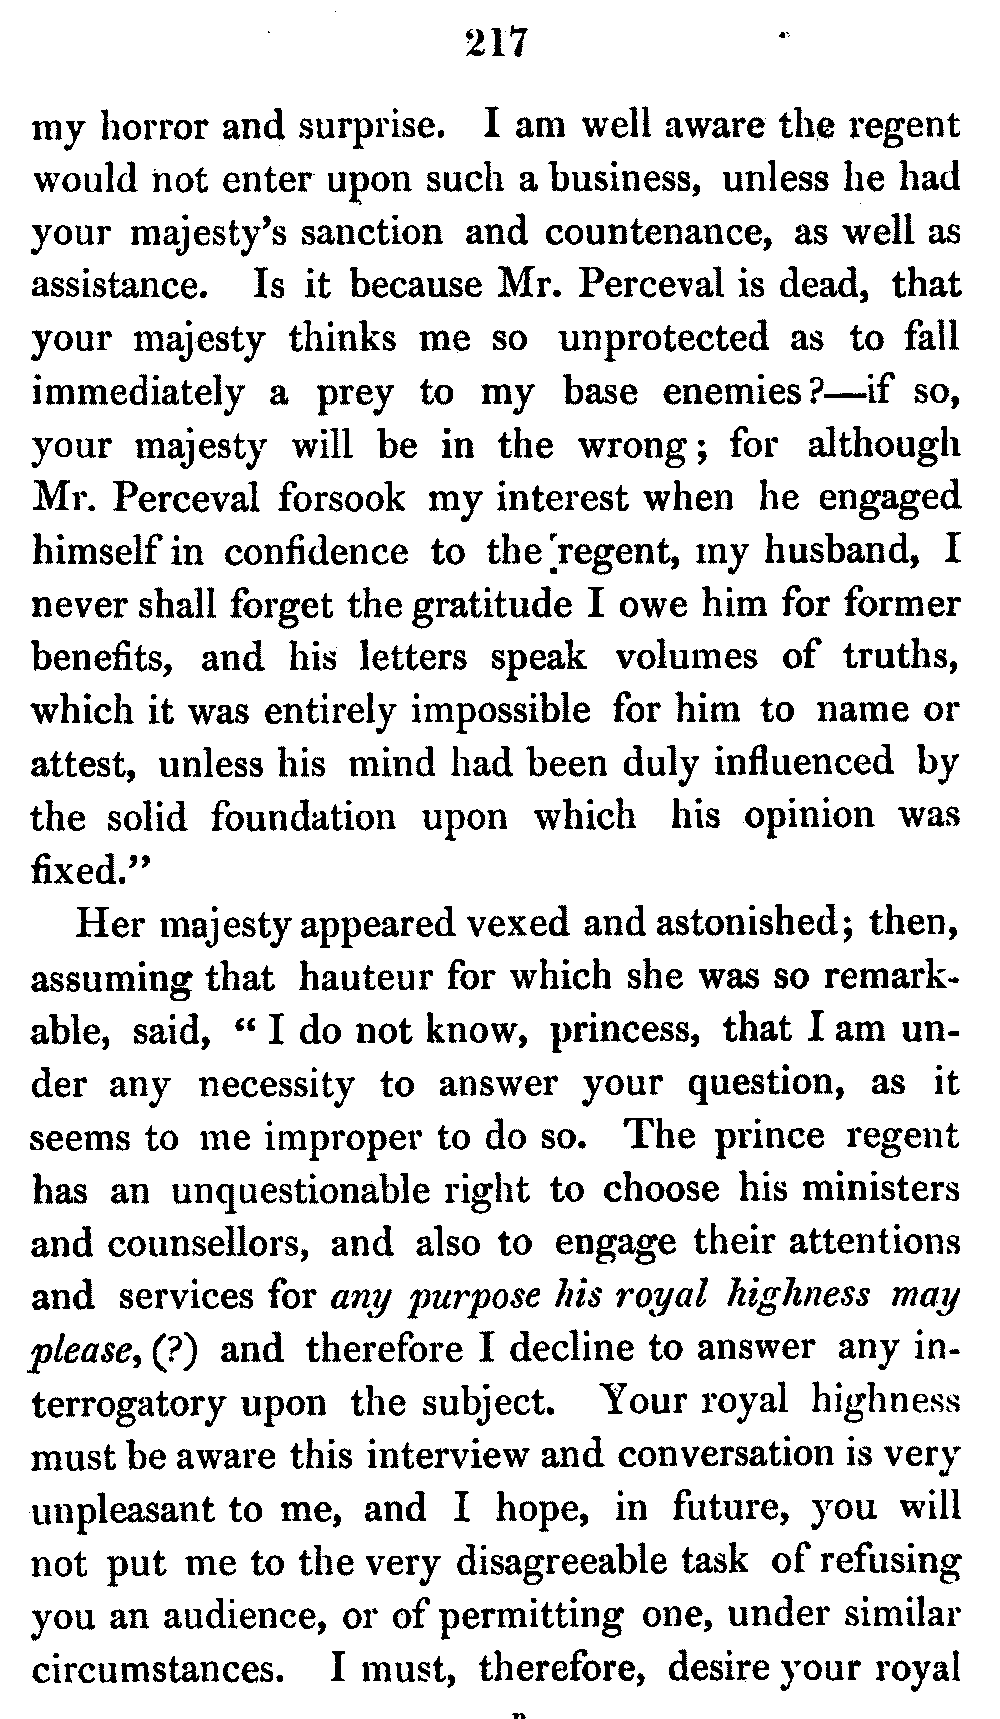 217
my horror and surprise. I am well aware the regent
would not enter upon such a business, unless he had
your majesty's sanction and countenance, as well as
assistance. Is it because Mr. Perceval is dead, that
your majesty thinks me so unprotected as to fall
immediately a prey to my base enemies?—if so,
your majesty will be in the wrong; for although
Mr. Perceval forsook my interest when he engaged
himself in confidence to the regent, my husband, I
never shall forget the gratitude I owe him for former
benefits, and his letters speak volumes of truths,
which it was entirely impossible for him to name or
attest, unless his mind had been duly influenced by
the solid foundation upon which his opinion was
fixed."
Her majesty appeared vexed and astonished; then,
assuming that hauteur for which she was so remark-
able, said, "I do not know, princess, that I am un-
der any necessity to answer your question, as it
seems to me improper to do so. The prince regent
has an unquestionable right to choose his ministers
and counsellors, and also to engage their attentions
and services for any purpose his royal highness may
please, (?) and therefore I decline to answer any in-
terrogatory upon the subject. Your royal highness
must be aware this interview and conversation is very
unpleasant to me, and I hope, in future, you will
not put me to the very disagreeable task of refusing
you an audience, or of permitting one, under similar
circumstances. I must, therefore, desire your royal